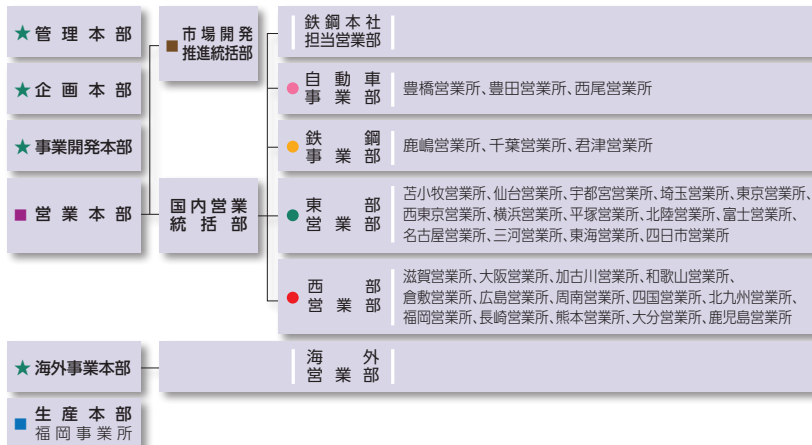 ★管理本部
★企画本部
★事業開発本部
■営業本部
★海外事業本部
■生産本部
福岡事業所
■市場開発
推進統括部
国内営業
統括部
鉄鋼本社
担当営業部
●自動車
事業部
豊橋営業所、豊田営業所、西尾営業所
●鉄鋼
事業部
鹿嶋営業所、千葉営業所、君津営業所
●東部
営業部
苫小牧営業所、仙台営業所、宇都宮営業所、埼玉営業所、東京営業所、
西東京営業所、横浜営業所、平塚営業所、北陸営業所、富士営業所、
名古屋営業所、三河営業所、東海営業所、四日市営業所
●西部
営業部
滋賀営業所、大阪営業所、加古川営業所、和歌山営業所、
倉敷営業所、広島営業所、周南営業所、四国営業所、北九州営業所、
福岡営業所、長崎営業所、熊本営業所、大分営業所、鹿児島営業所
海外
営業部